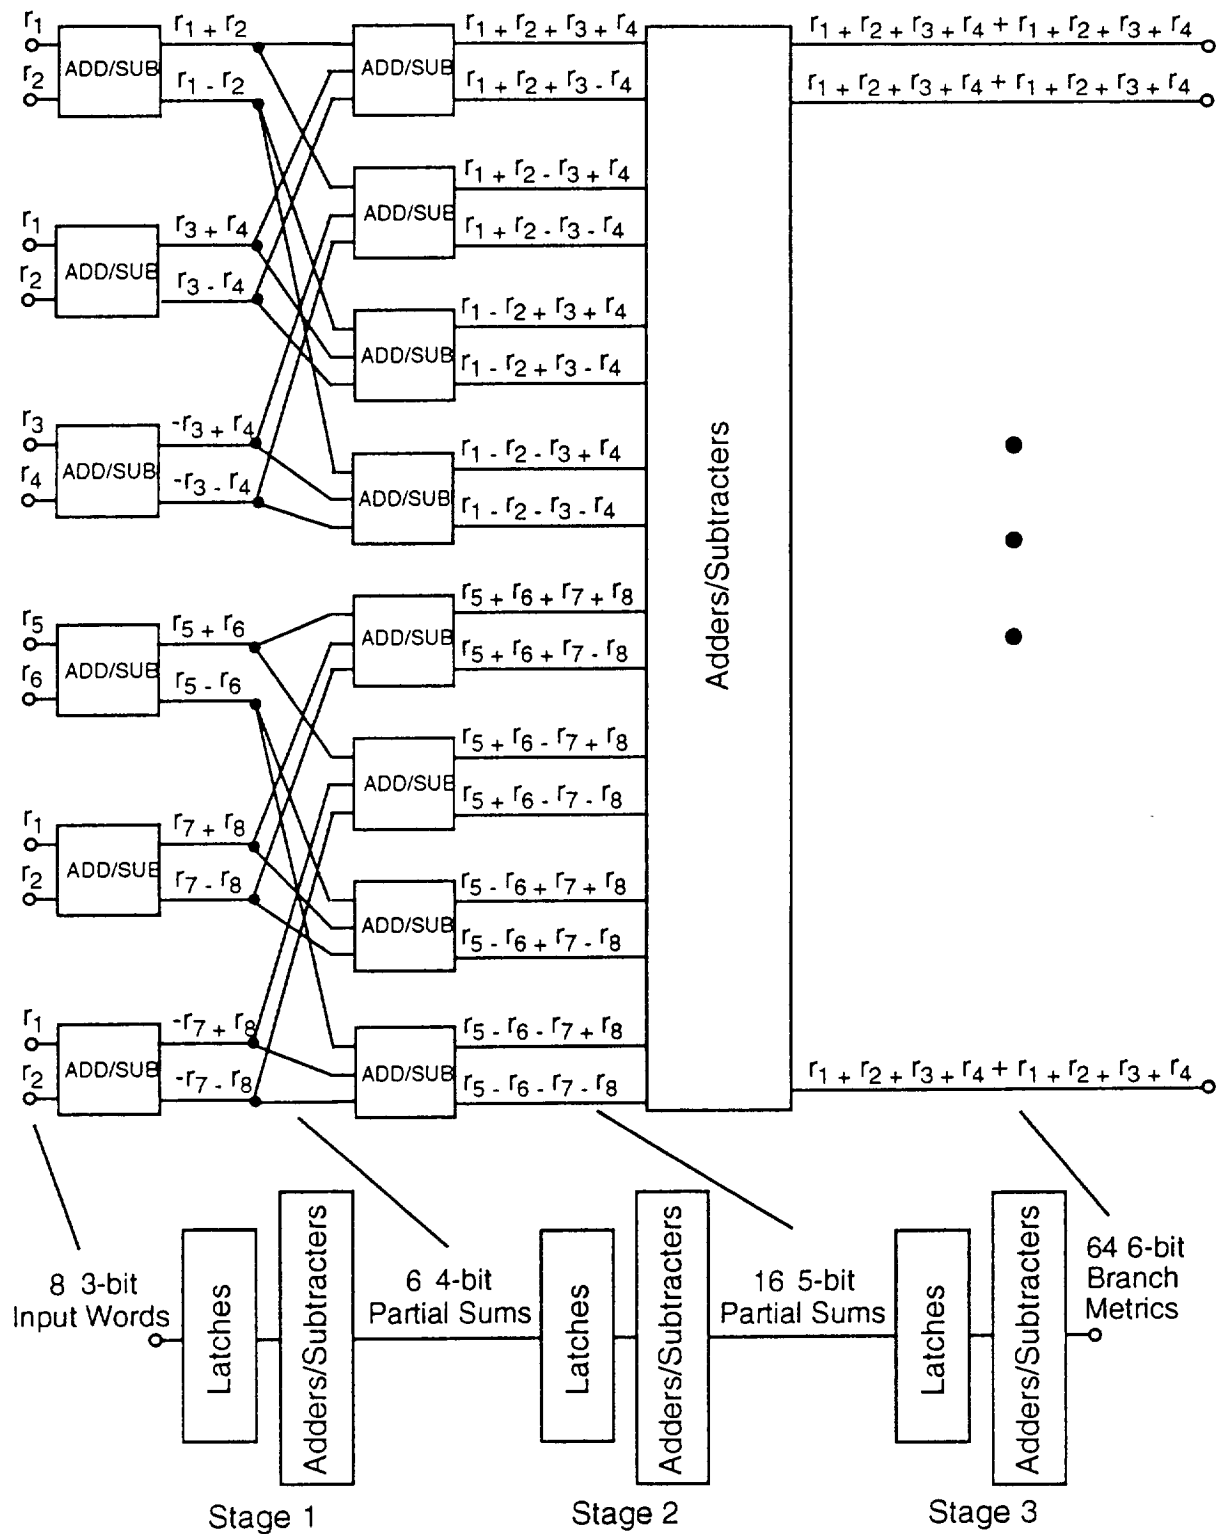 r1 r1 + r2 r1 + r2 + r3 + r4 r1 + r2 + r3 + r4 + r1 + r2 + r3 + r4
ADD/SUB ADD/SUB
r2 r1 - r2 r1 + r2 + r3 - r4 r1 + r2 + r3 + r4 + r1 + r2 + r3 + r4
r1 + r2 - r3 + r4
ADD/SUB
r1 r3 + r4 r1 + r2 - r3 - r4
ADD/SUB
r2 r3 - r4
r1 - r2 + r3 + r4
ADD/SUB
r1 - r2 + r3 - r4
r3 -r3 + r4
r1 - r2 - r3 + r4
ADD/SUB
r4 -r3 - r4
ADD/SUB
r1 - r2 - r3 - r4
Adders/Subtracters
r5 + r6 + r7 + r8
r5 r5 + r6
ADD/SUB
r5 + r6 + r7 - r8
ADD/SUB
r6 r5 - r6
r5 + r6 - r7 + r8
ADD/SUB
r5 + r6 - r7 - r8
r1 r7 + r8
ADD/SUB
r2 r7 - r8 r5 - r6 + r7 + r8
ADD/SUB
r5 - r6 + r7 - r8
r1 -r7 + r8 r5 - r6 - r7 + r8
ADD/SUB ADD/SUB
r2 -r7 - r8 r5 - r6 - r7 - r8 r1 + r2 + r3 + r4 + r1 + r2 + r3 + r4
8 3-bit
Input Words
Latches
Adders/Subtracters
6 4-bit
Partial Sums
Latches
Adders/Subtracters
16 5-bit
Partial Sums
Latches
Adders/Subtracters
64 6-bit
Branch
Metrics
Stage 1 Stage 2 Stage 3